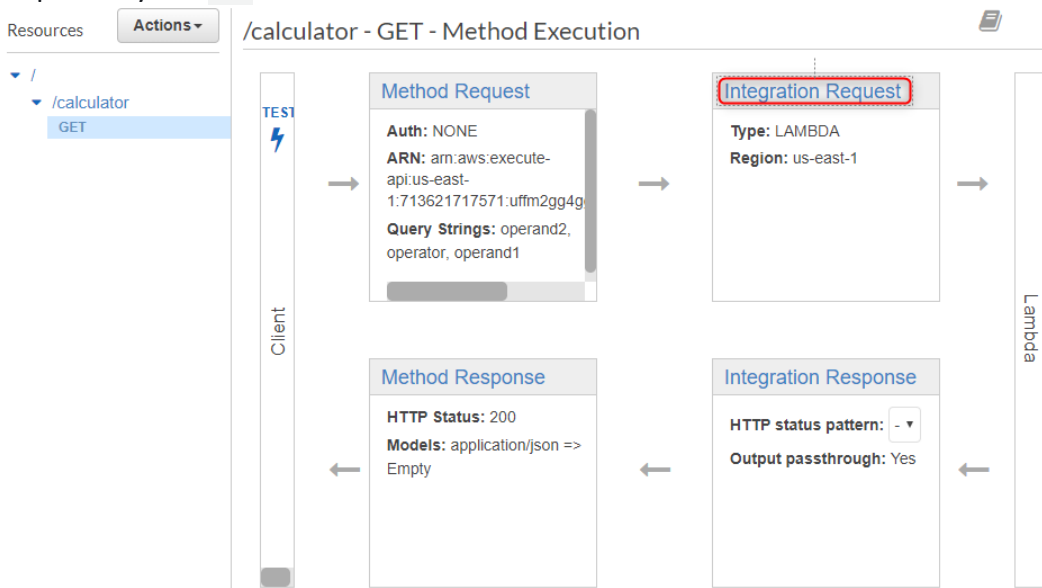 Resources
Actions
/calculator - GET - Method Execution
/
/calculator
GET
TEST
Client
Method Request
Auth: NONE
ARN: arn:aws:execute-
api:us-east-
1:713621717571:uffm2gg4g
Query Strings: operand2,
operator, operand1
Integration Request
Type: LAMBDA
Region: us-east-1
Lambda
Method Response
HTTP Status: 200
Models: application/json =>
Empty
Integration Response
HTTP status pattern: -
Output passthrough: Yes